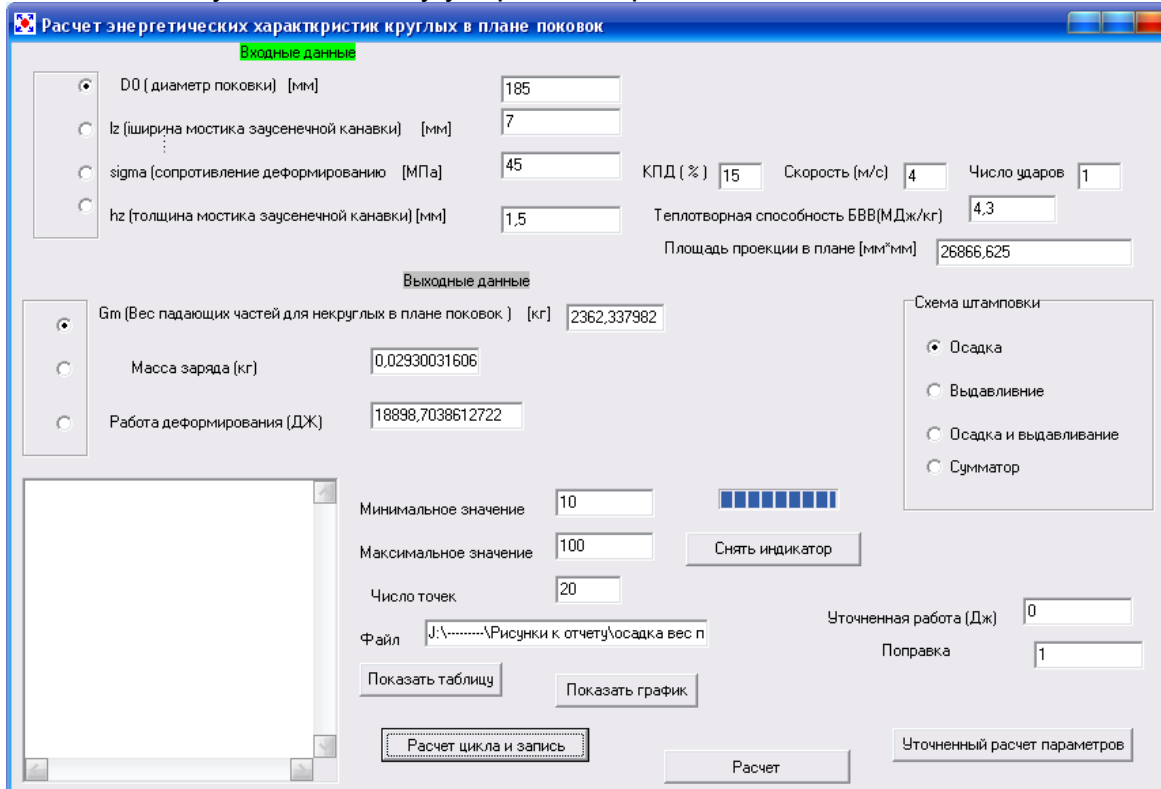 Расчет энергетических характкристик круглых в плане поковок
Входные данные
D0 ( диаметр поковки) [мм] 185
lz (іширина мостика заусенечной канавки) [мм] 7
sigma (сопротивление деформированию [МПа] 45
КПД ( % ) 15 Скорость (м/с) 4 Число ударов 1
hz (толщина мостика заусенечной канавки) [мм] 1,5
Теплотворная способность БВВ(МДж/кг) 4,3
Площадь проекции в плане [мм*мм] 26866,625
Выходные данные
Gm (Вес падающих частей для некруглых в плане поковок ) [кг] 2362,337982
Масса заряда (кг) 0,02930031606
Работа деформирования (ДЖ) 18898,7038612722
Схема штамповки
Осадка
Выдавливние
Осадка и выдавливание
Сумматор
Минимальное значение 10
Максимальное значение 100
Снять индикатор
Число точек 20
Файл J:\---------\Рисунки к отчету\осадка вес п
Уточненная работа (Дж) 0
Поправка 1
Показать таблицу
Показать график
Расчет цикла и запись
Расчет
Уточненный расчет параметров